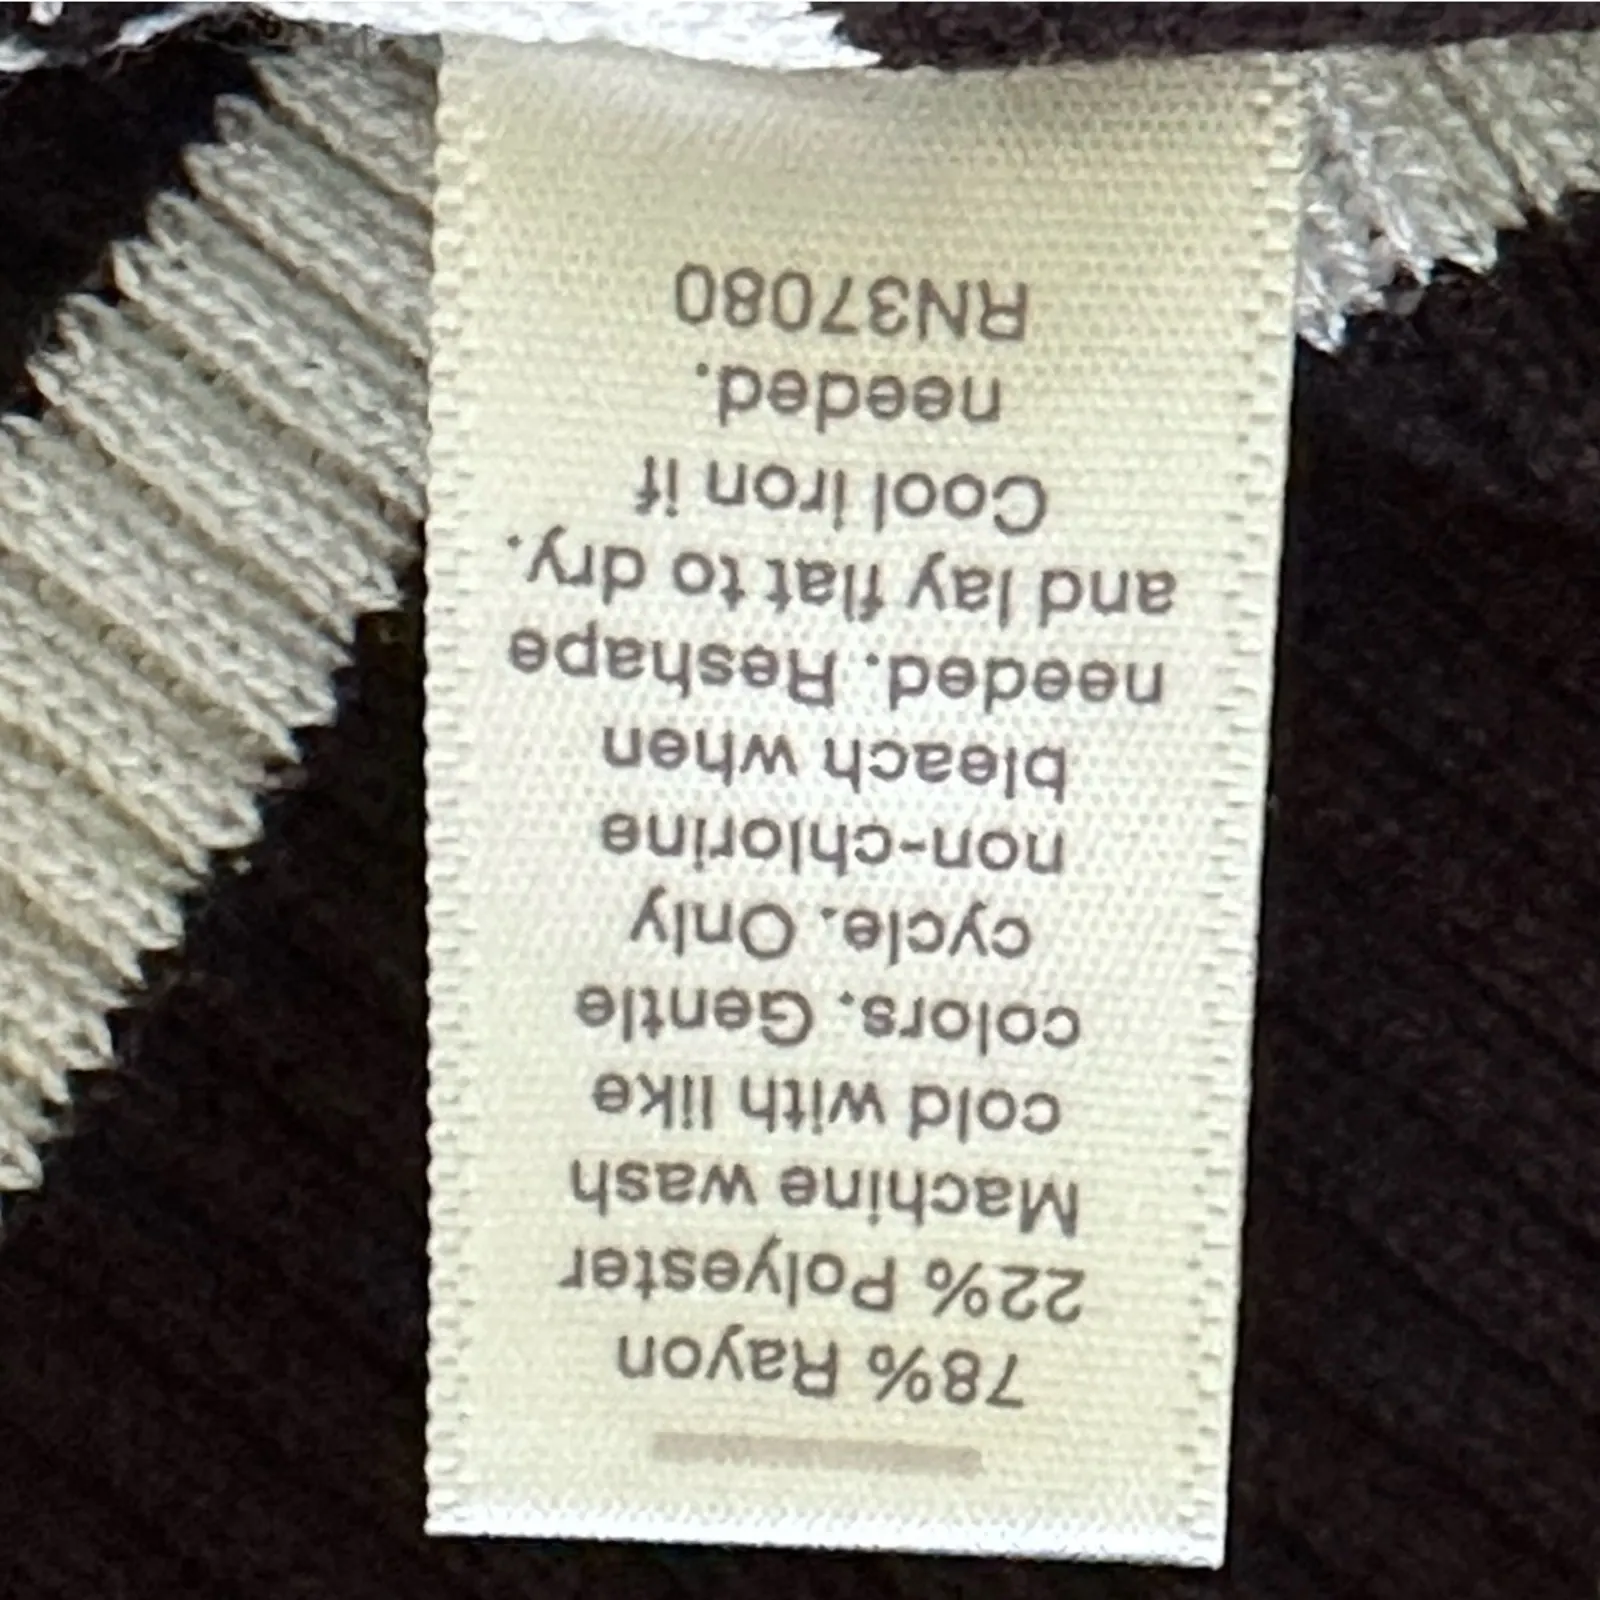 78% Rayon
22% Polyester
Machine wash
cold with like
colors. Gentle
cycle. Only
non-chlorine
bleach when
needed. Reshape
and lay flat to dry.
Cool iron if
needed.
RN37080